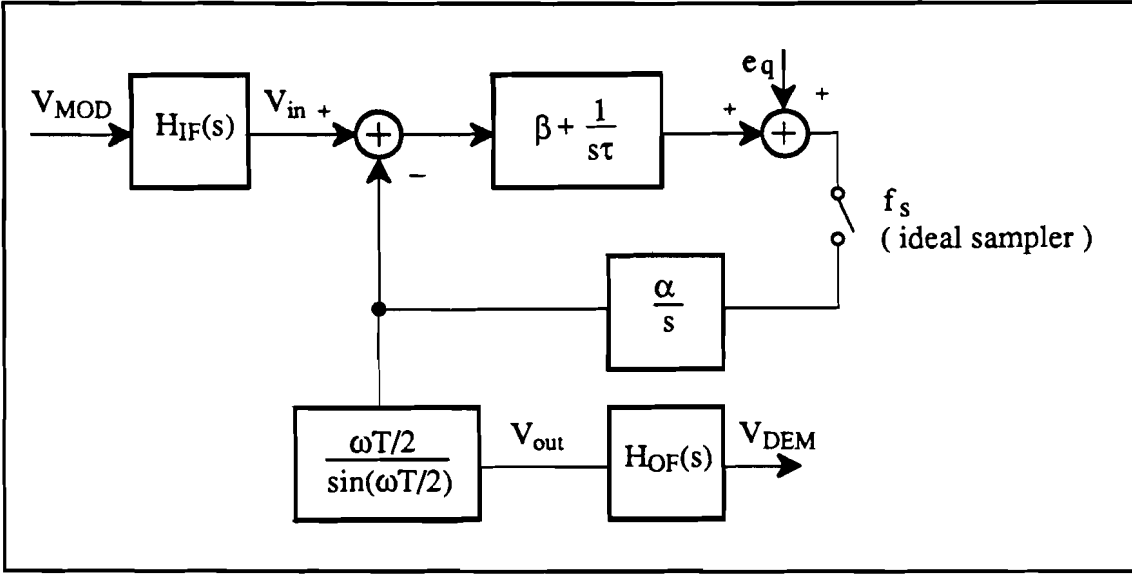 V_MOD
H_IF(s)
V_in +
+
−
β + 1/sτ
e_q
+
+
+
f_s
( ideal sampler )
α/s
ωT/2
sin(ωT/2)
V_out
H_OF(s)
V_DEM